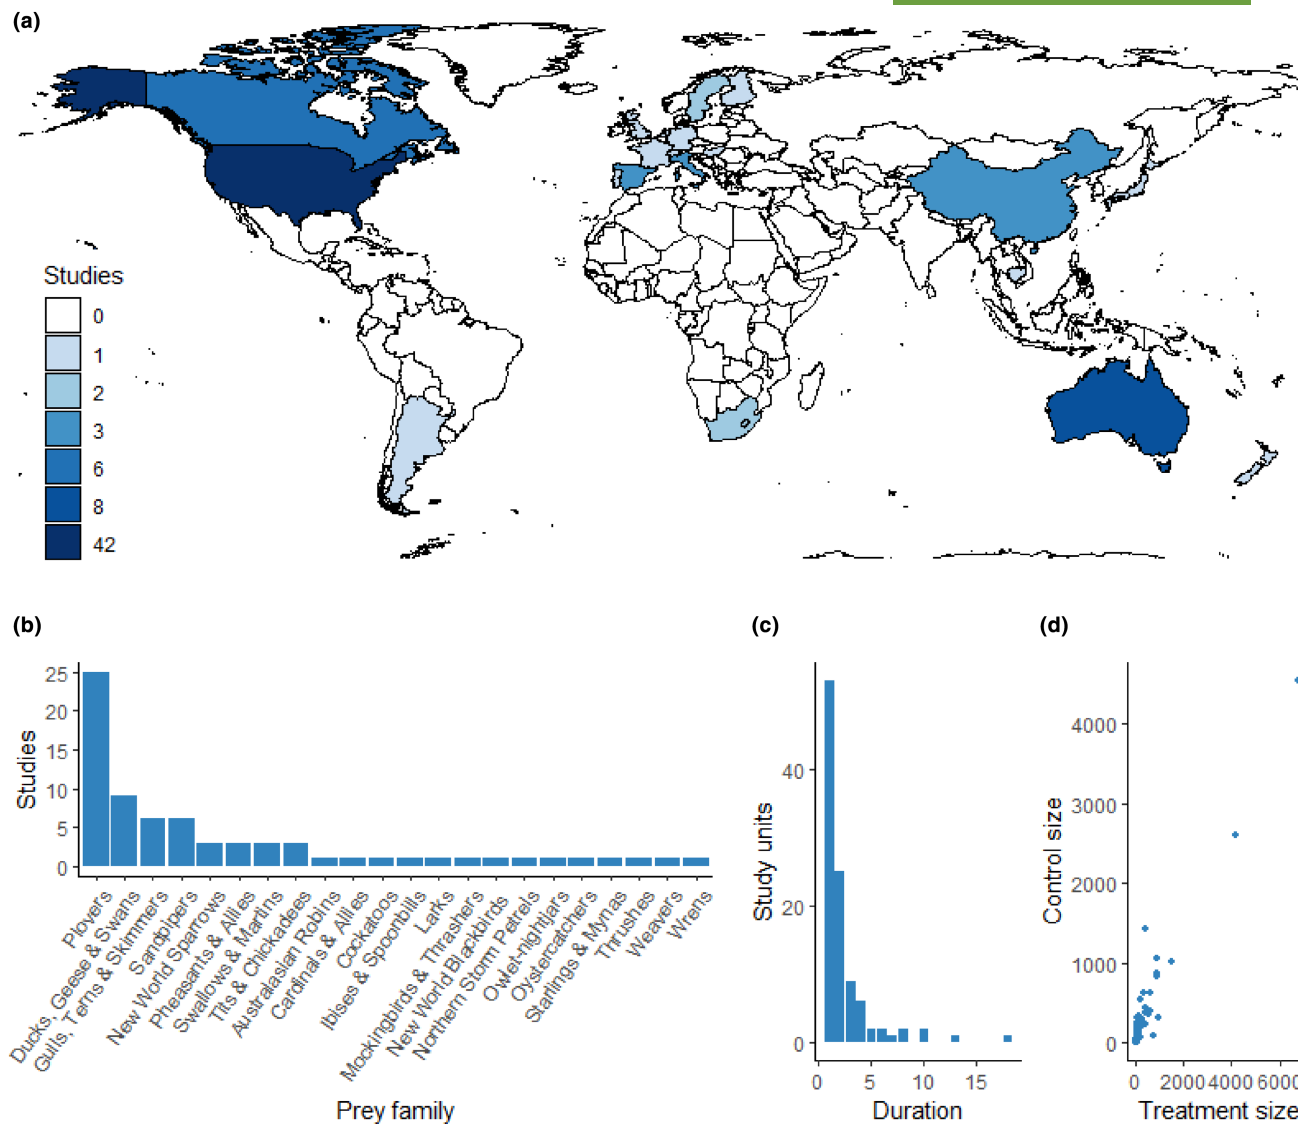 (a)
Studies
0
1
2
3
6
8
42
(b)
Studies
25
20
15
10
5
0
Plovers
Ducks, Geese & Swans
Gulls, Terns & Skimmers
Sandpipers
New World Sparrows
Pheasants & Allies
Swallows & Martins
Tits & Chickadees
Australasian Robins
Cardinals & Allies
Cockatoos
Ibises & Spoonbills
Larks
Mockingbirds & Thrashers
New World Blackbirds
Northern Storm Petrels
Owlet-nightjars
Oystercatchers
Starlings & Mynas
Thrushes
Weavers
Wrens
Prey family
(c)
Study units
40
20
0
0 5 10 15
Duration
(d)
Control size
4000
3000
2000
1000
0
0 2000 4000 6000
Treatment size